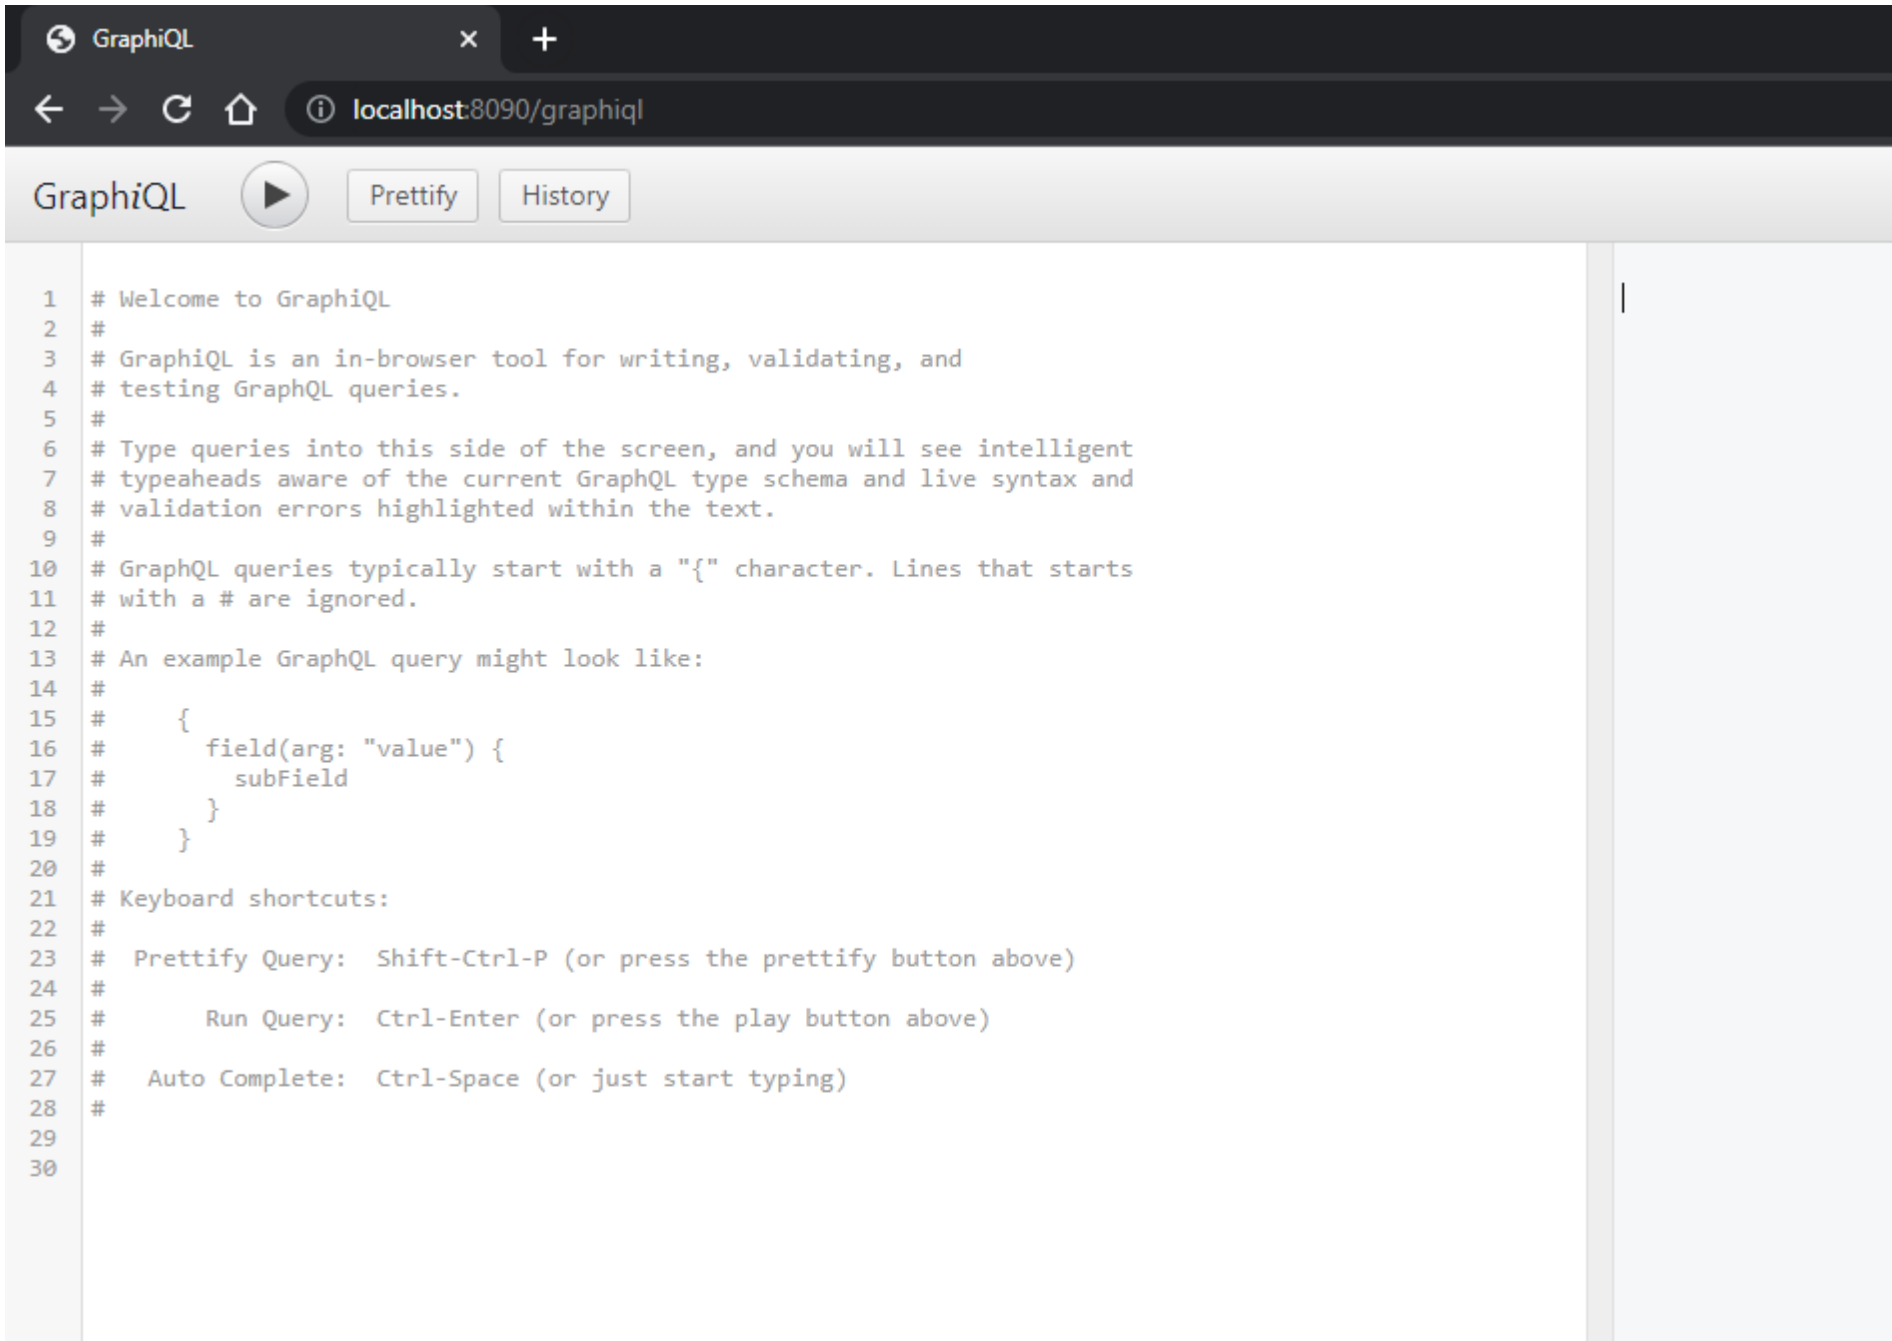 GraphiQL
localhost:8090/graphiql
GraphiQL Prettify History
1 # Welcome to GraphiQL
2 #
3 # GraphiQL is an in-browser tool for writing, validating, and
4 # testing GraphQL queries.
5 #
6 # Type queries into this side of the screen, and you will see intelligent
7 # typeaheads aware of the current GraphQL type schema and live syntax and
8 # validation errors highlighted within the text.
9 #
10 # GraphQL queries typically start with a "{" character. Lines that starts
11 # with a # are ignored.
12 #
13 # An example GraphQL query might look like:
14 #
15 #     {
16 #       field(arg: "value") {
17 #         subField
18 #       }
19 #     }
20 #
21 # Keyboard shortcuts:
22 #
23 #  Prettify Query:  Shift-Ctrl-P (or press the prettify button above)
24 #
25 #       Run Query:  Ctrl-Enter (or press the play button above)
26 #
27 #   Auto Complete:  Ctrl-Space (or just start typing)
28 #
29
30